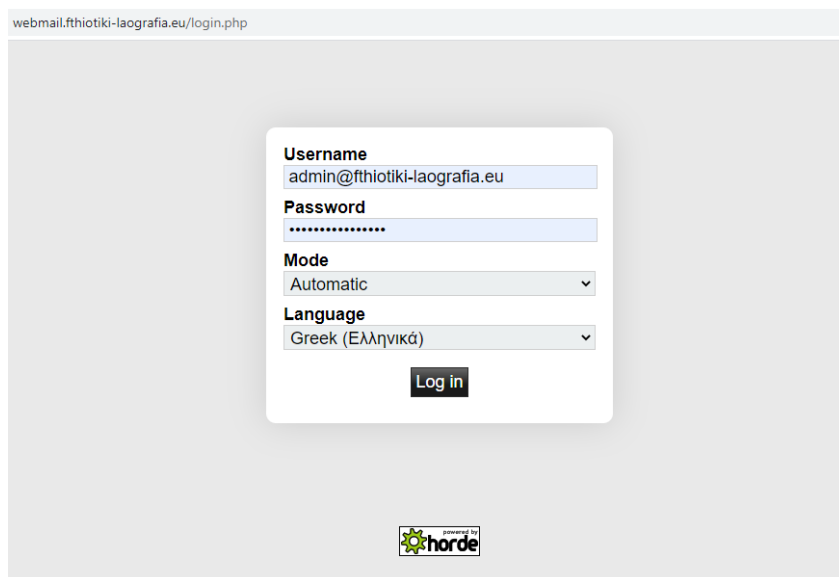 webmail.fthiotiki-laografia.eu/login.php
Username
admin@fthiotiki-laografia.eu
Password
••••••••••••••••
Mode
Automatic
Language
Greek (Ελληνικά)
Log in
powered by
horde